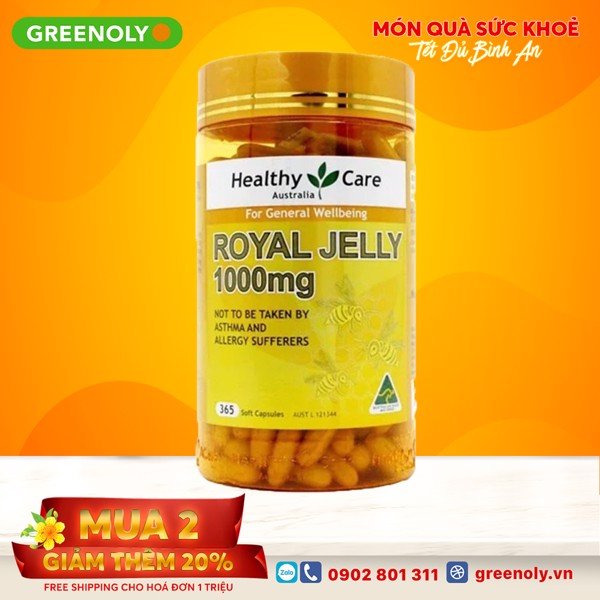 GREENOLY
MÓN QUÀ SỨC KHOẺ
Tết Đủ Bình An
Healthy Care
Australia
For General Wellbeing
ROYAL JELLY
1000mg
NOT TO BE TAKEN BY
ASTHMA AND
ALLERGY SUFFERERS
365 Soft Capsules AUST L 121344
MUA 2
GIẢM THÊM 20%
FREE SHIPPING CHO HOÁ ĐƠN 1 TRIỆU
Zalo 0902 801 311 greenoly.vn